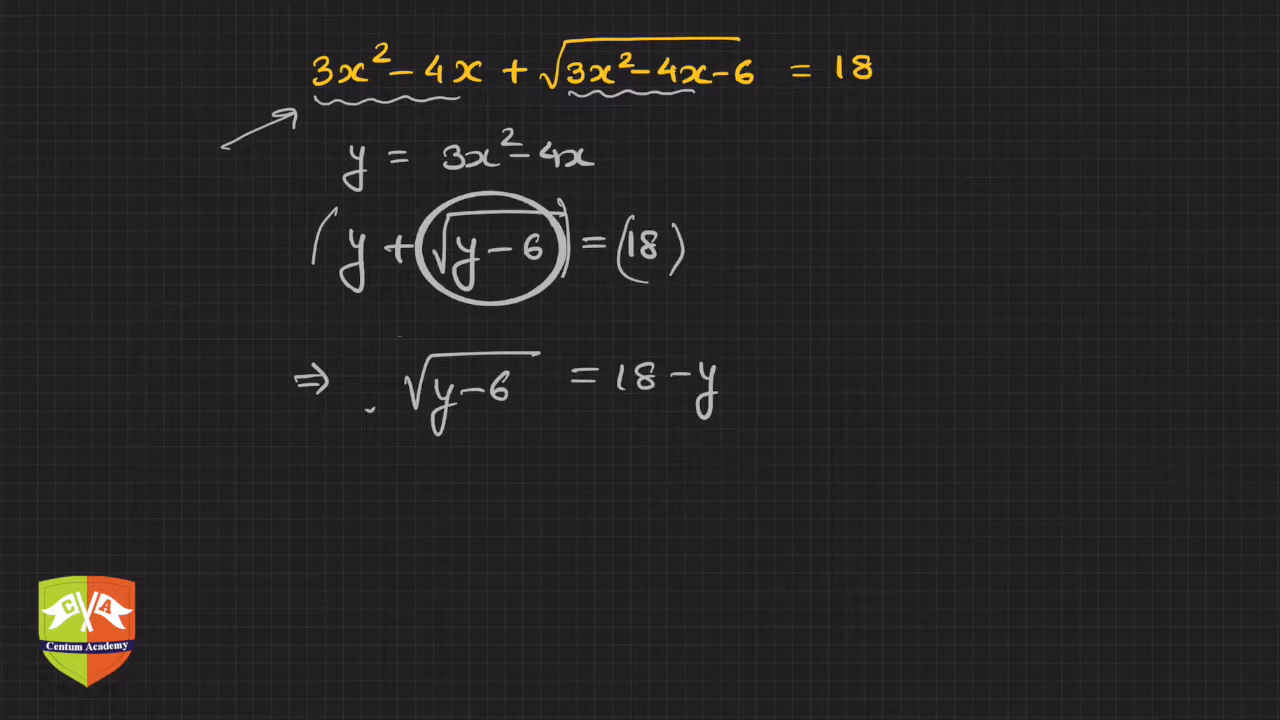 3x² - 4x + √(3x² - 4x - 6) = 18
y = 3x² - 4x
(y + √(y - 6)) = (18)
⇒ √(y - 6) = 18 - y
C A
Centum Academy